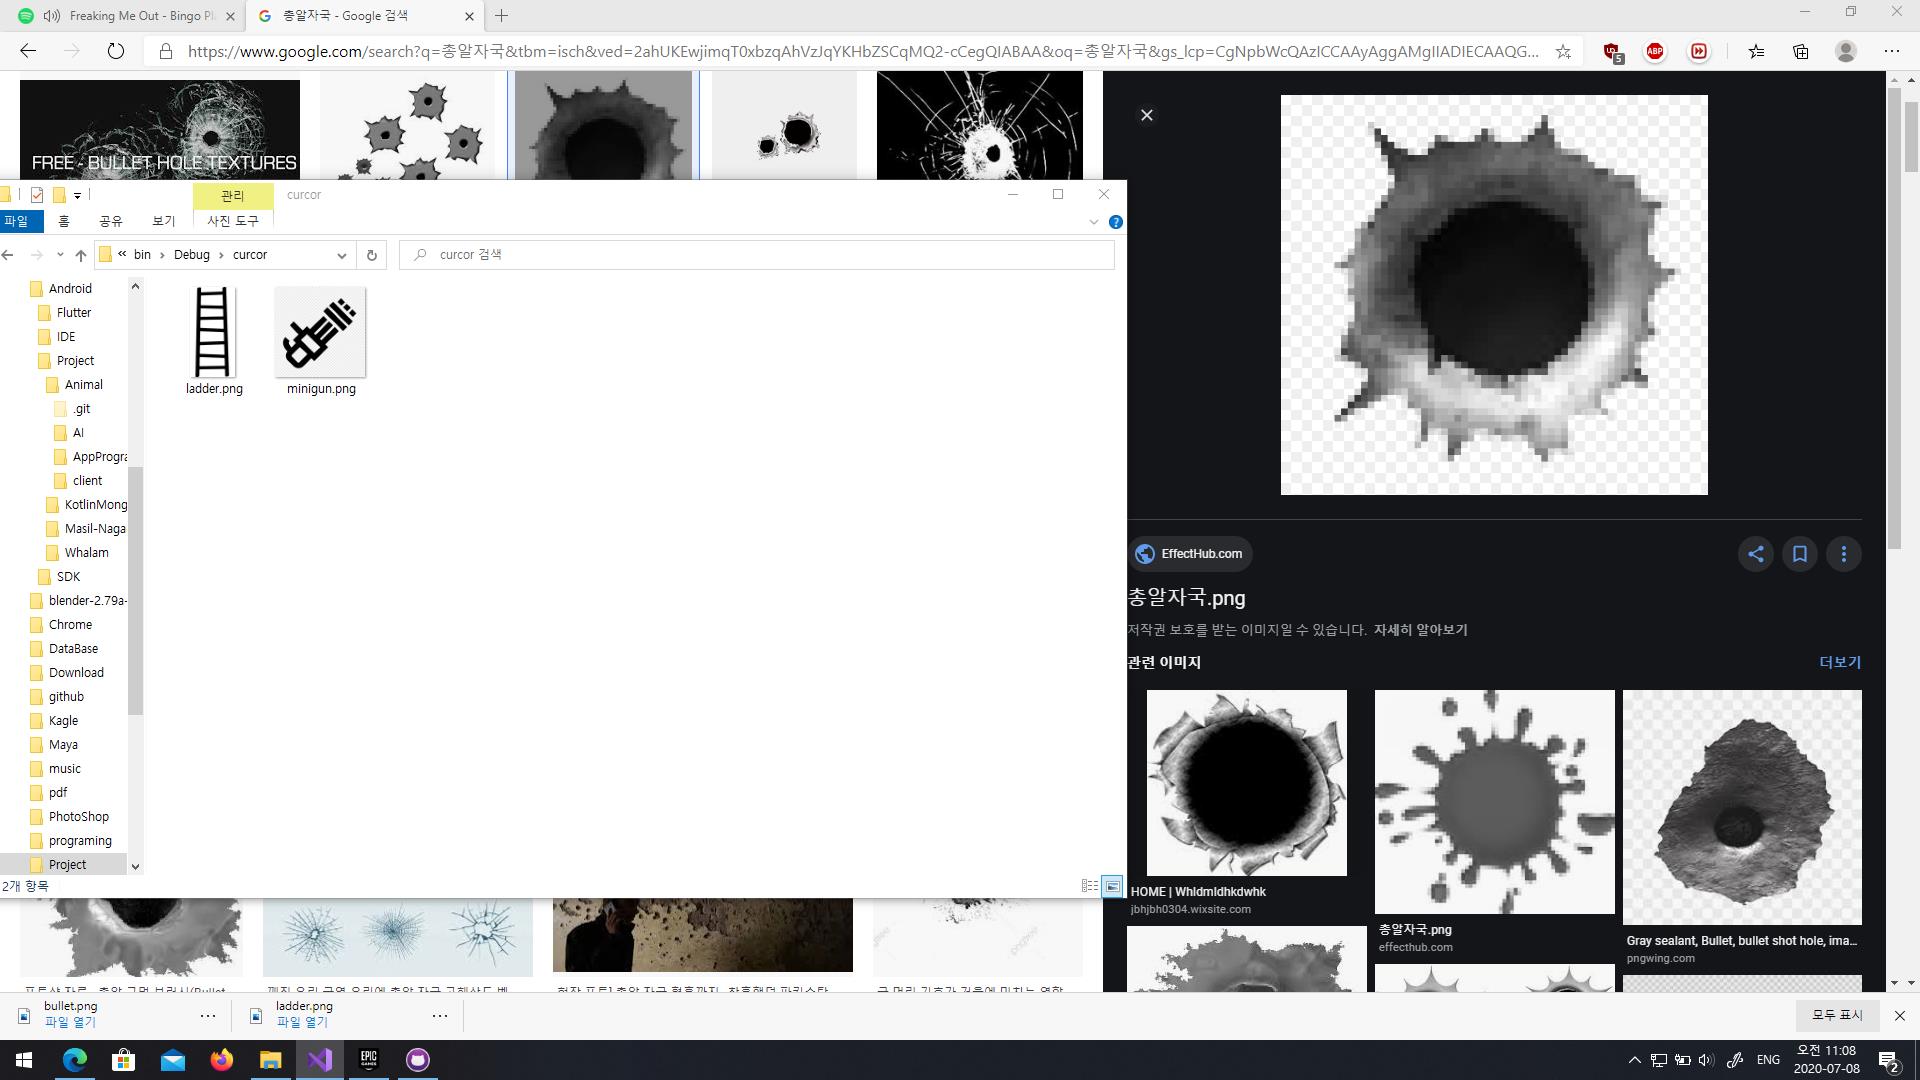 Freaking Me Out - Bingo Pl
총알자국 - Google 검색
https://www.google.com/search?q=총알자국&tbm=isch&ved=2ahUKEwjimqT0xbzqAhVzJqYKHbZSCqMQ2-cCegQIABAA&oq=총알자국&gs_lcp=CgNpbWcQAzICCAAyAggAMgIIADIECAAQG...
5
ABP
FREE - BULLET HOLE TEXTURES
관리
curcor
파일
홈
공유
보기
사진 도구
« bin > Debug > curcor
curcor 검색
Android
Flutter
IDE
Project
Animal
.git
AI
AppProgra
client
KotlinMong
Masil-Naga
Whalam
SDK
blender-2.79a-
Chrome
DataBase
Download
github
Kagle
Maya
music
pdf
PhotoShop
programing
Project
ladder.png
minigun.png
2개 항목
EffectHub.com
총알자국.png
저작권 보호를 받는 이미지일 수 있습니다. 자세히 알아보기
관련 이미지
더보기
HOME | Whldmldhkdwhk
jbhjbh0304.wixsite.com
총알자국.png
effecthub.com
Gray sealant, Bullet, bullet shot hole, ima...
pngwing.com
bullet.png
파일 열기
ladder.png
파일 열기
모두 표시
EPIC
GAMES
ENG
오전 11:08
2020-07-08
2